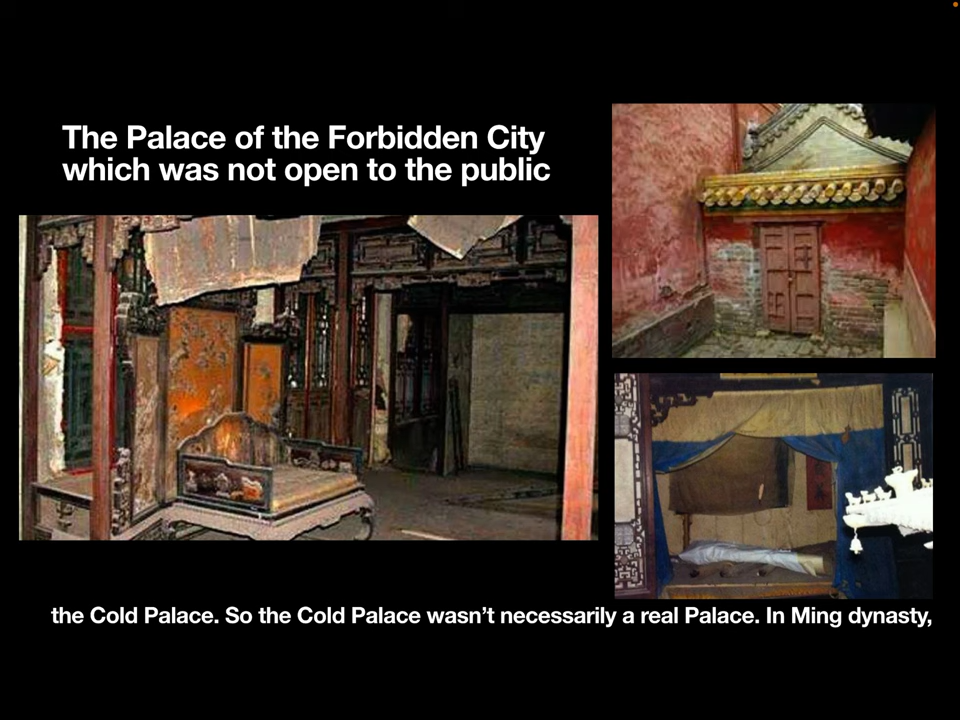 The Palace of the Forbidden City
which was not open to the public
the Cold Palace. So the Cold Palace wasn’t necessarily a real Palace. In Ming dynasty,